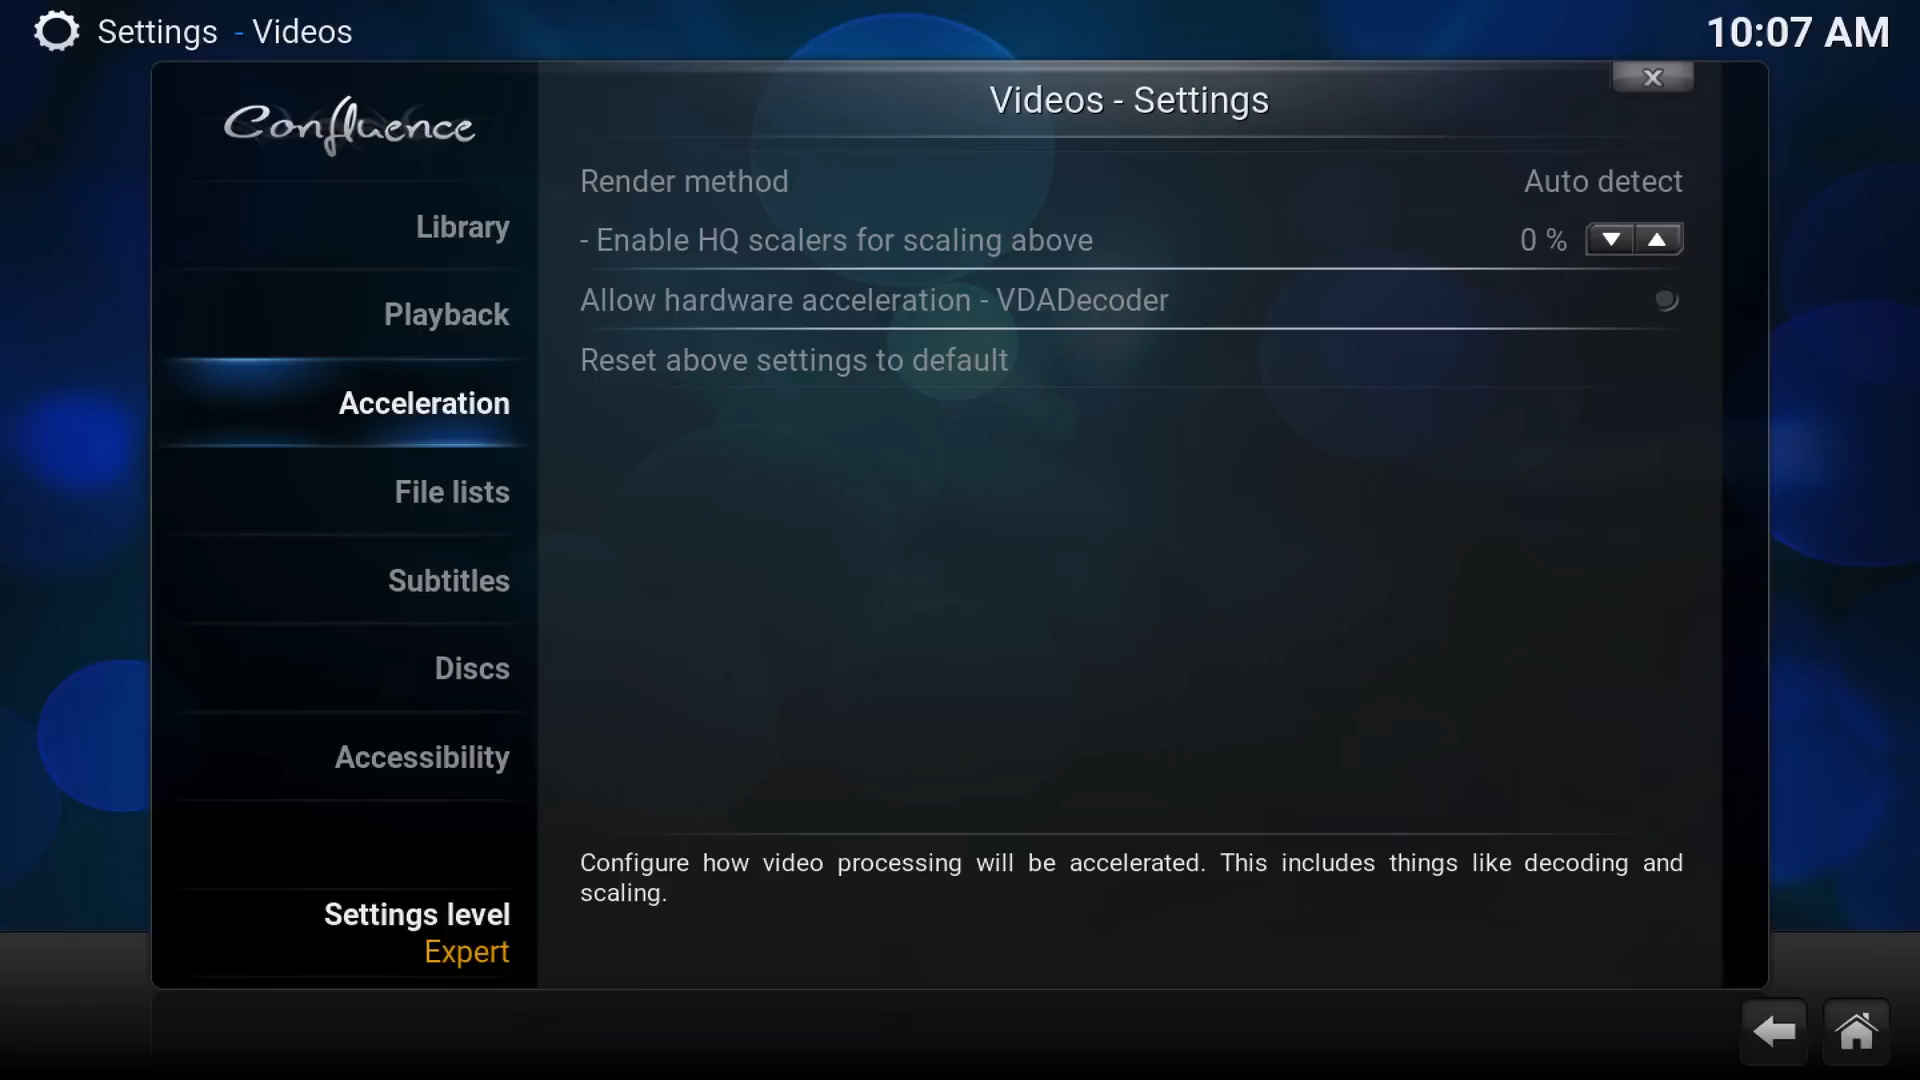 Settings - Videos
10:07 AM
Confluence
Videos - Settings
x
Library
Playback
Acceleration
File lists
Subtitles
Discs
Accessibility
Settings level
Expert
Render method Auto detect
- Enable HQ scalers for scaling above 0 %
Allow hardware acceleration - VDADecoder
Reset above settings to default
Configure how video processing will be accelerated. This includes things like decoding and
scaling.